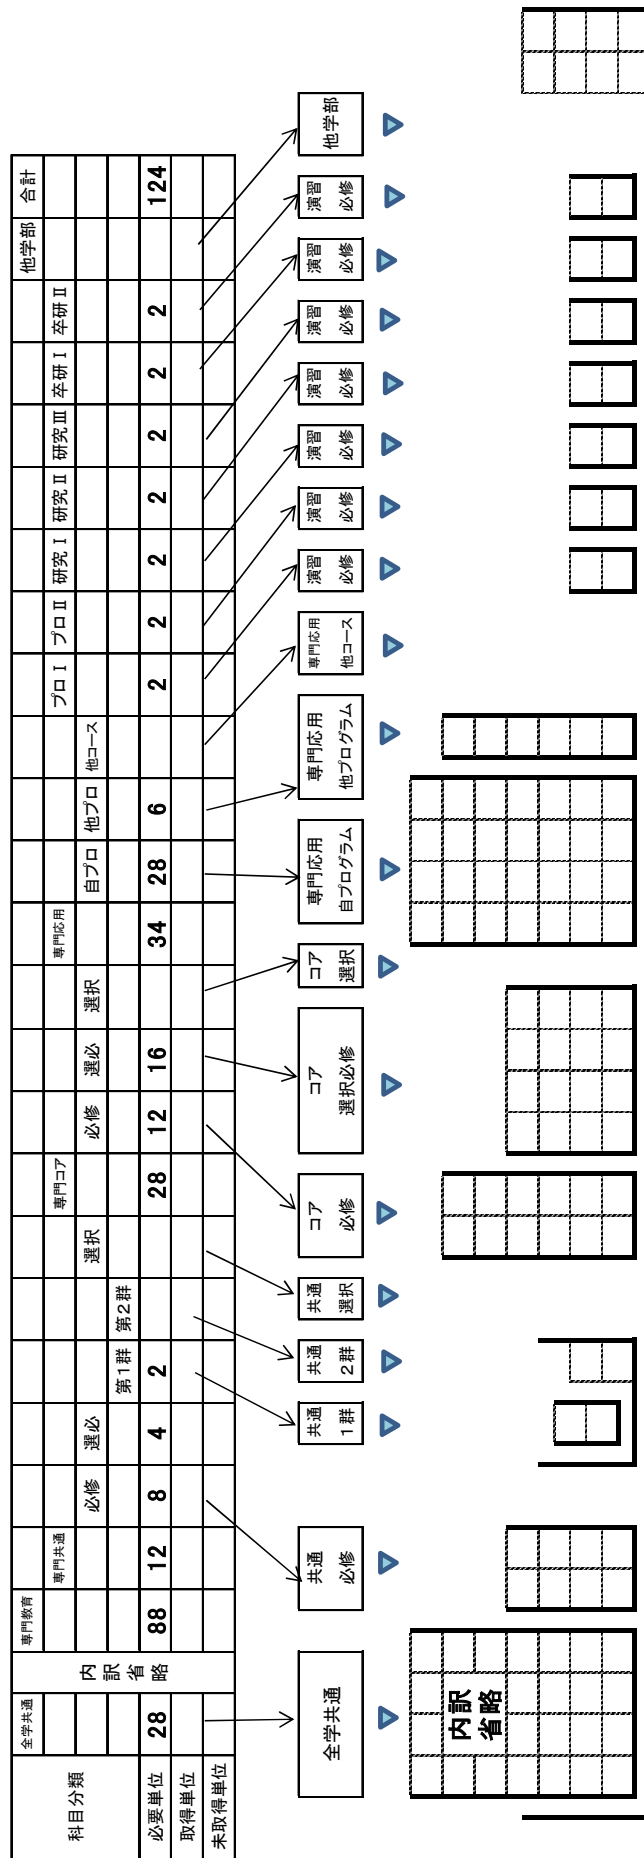 科目分類
全学共通
内訳省略
専門教育
専門共通
必修
選必
第1群
第2群
選択
専門コア
必修
選必
選択
専門応用
自プロ
他プロ
他コース
プロⅠ
プロⅡ
研究Ⅰ
研究Ⅱ
研究Ⅲ
卒研Ⅰ
卒研Ⅱ
他学部
合計
必要単位 28 88 12 8 4 2 28 12 16 34 28 6 2 2 2 2 2 2 2 124
取得単位
未取得単位
全学共通
共通
必修
共通
1群
共通
2群
共通
選択
コア
必修
コア
選択必修
コア
選択
専門応用
自プログラム
専門応用
他プログラム
専門応用
他コース
演習
必修
演習
必修
演習
必修
演習
必修
演習
必修
演習
必修
演習
必修
他学部
内訳
省略